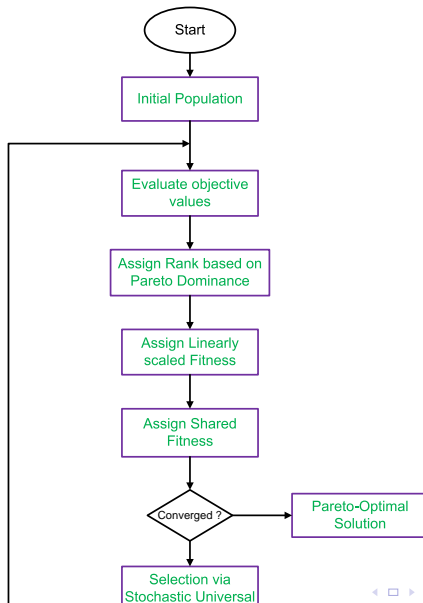 Start
Initial Population
Evaluate objective
values
Assign Rank based on
Pareto Dominance
Assign Linearly
scaled Fitness
Assign Shared
Fitness
Converged ?
Pareto-Optimal
Solution
Selection via
Stochastic Universal